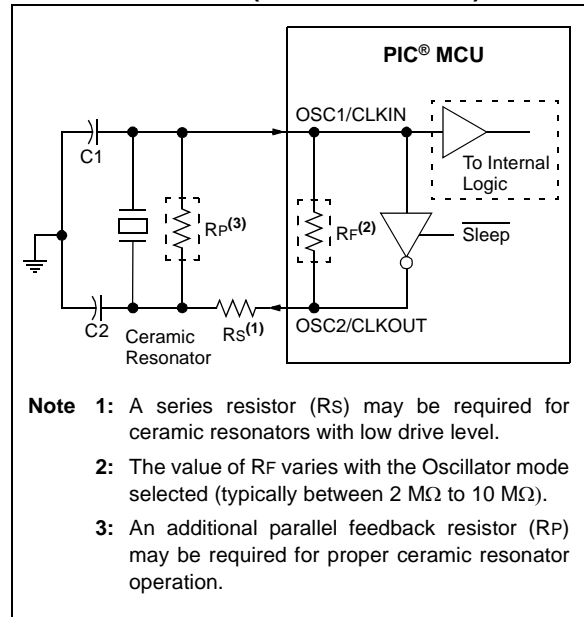 PIC® MCU
OSC1/CLKIN
C1
To Internal
Logic
RP(3)
RF(2)
Sleep
C2
Ceramic
Resonator
RS(1)
OSC2/CLKOUT
Note 1: A series resistor (RS) may be required for
ceramic resonators with low drive level.
2: The value of RF varies with the Oscillator mode
selected (typically between 2 MΩ to 10 MΩ).
3: An additional parallel feedback resistor (RP)
may be required for proper ceramic resonator
operation.